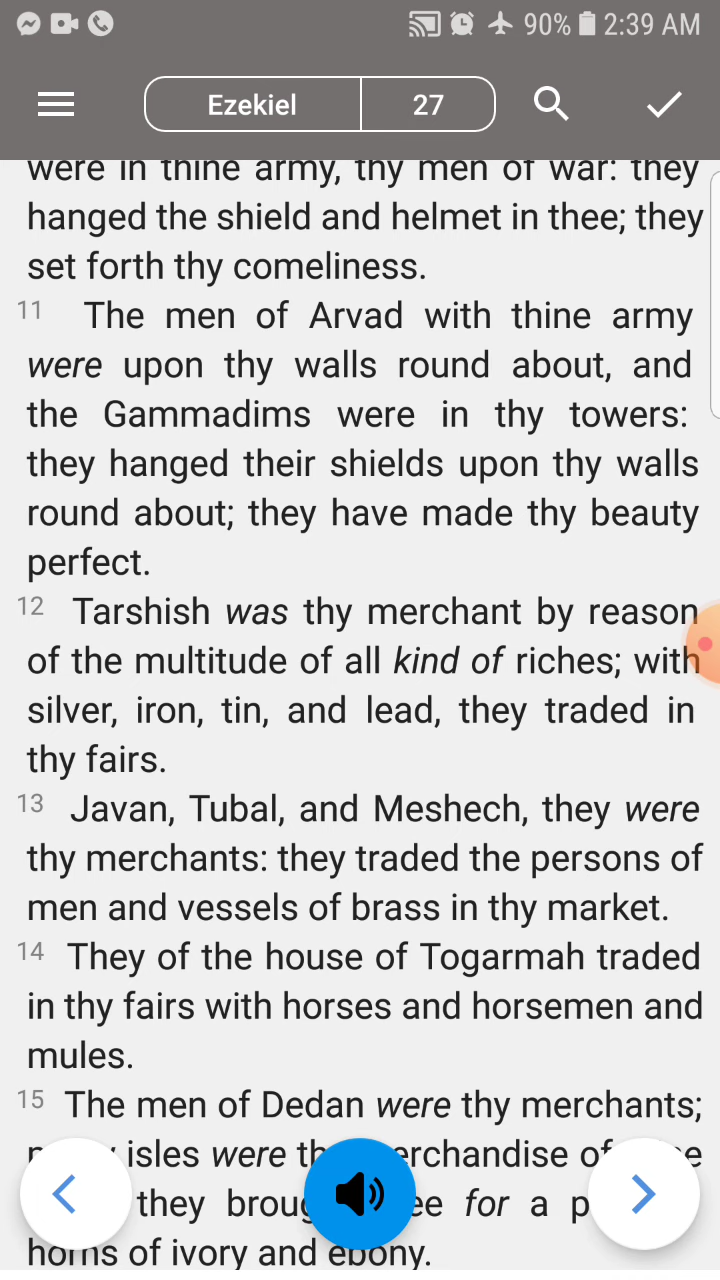 90% 2:39 AM
Ezekiel 27
were in thine army, thy men of war: they
hanged the shield and helmet in thee; they
set forth thy comeliness.
11 The men of Arvad with thine army
were upon thy walls round about, and
the Gammadims were in thy towers:
they hanged their shields upon thy walls
round about; they have made thy beauty
perfect.
12 Tarshish was thy merchant by reason
of the multitude of all kind of riches; with
silver, iron, tin, and lead, they traded in
thy fairs.
13 Javan, Tubal, and Meshech, they were
thy merchants: they traded the persons of
men and vessels of brass in thy market.
14 They of the house of Togarmah traded
in thy fairs with horses and horsemen and
mules.
15 The men of Dedan were thy merchants;
isles were of
they for a
horns of ivory and ebony.